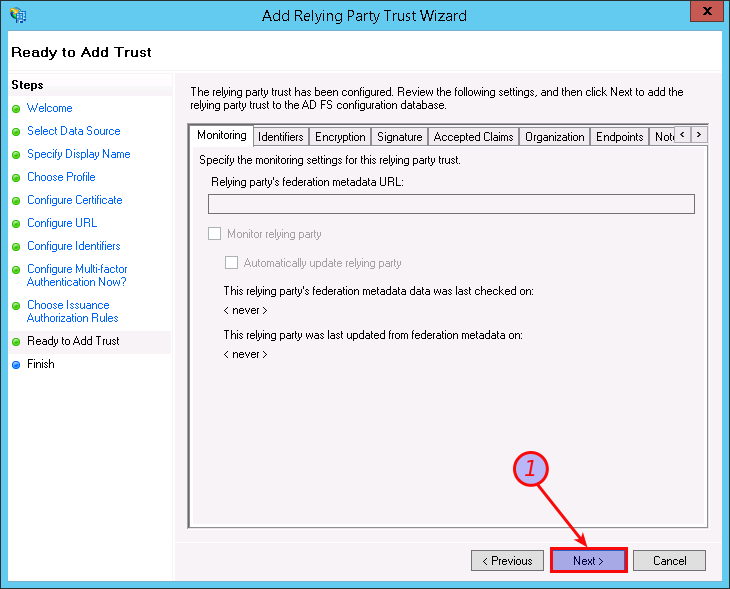 Add Relying Party Trust Wizard
X
Ready to Add Trust
Steps
Welcome
Select Data Source
Specify Display Name
Choose Profile
Configure Certificate
Configure URL
Configure Identifiers
Configure Multi-factor
Authentication Now?
Choose Issuance
Authorization Rules
Ready to Add Trust
Finish
The relying party trust has been configured. Review the following settings, and then click Next to add the
relying party trust to the AD FS configuration database.
Monitoring Identifiers Encryption Signature Accepted Claims Organization Endpoints Note < >
Specify the monitoring settings for this relying party trust.
Relying party's federation metadata URL:
Monitor relying party
Automatically update relying party
This relying party's federation metadata data was last checked on:
< never >
This relying party was last updated from federation metadata on:
< never >
1
< Previous Next > Cancel